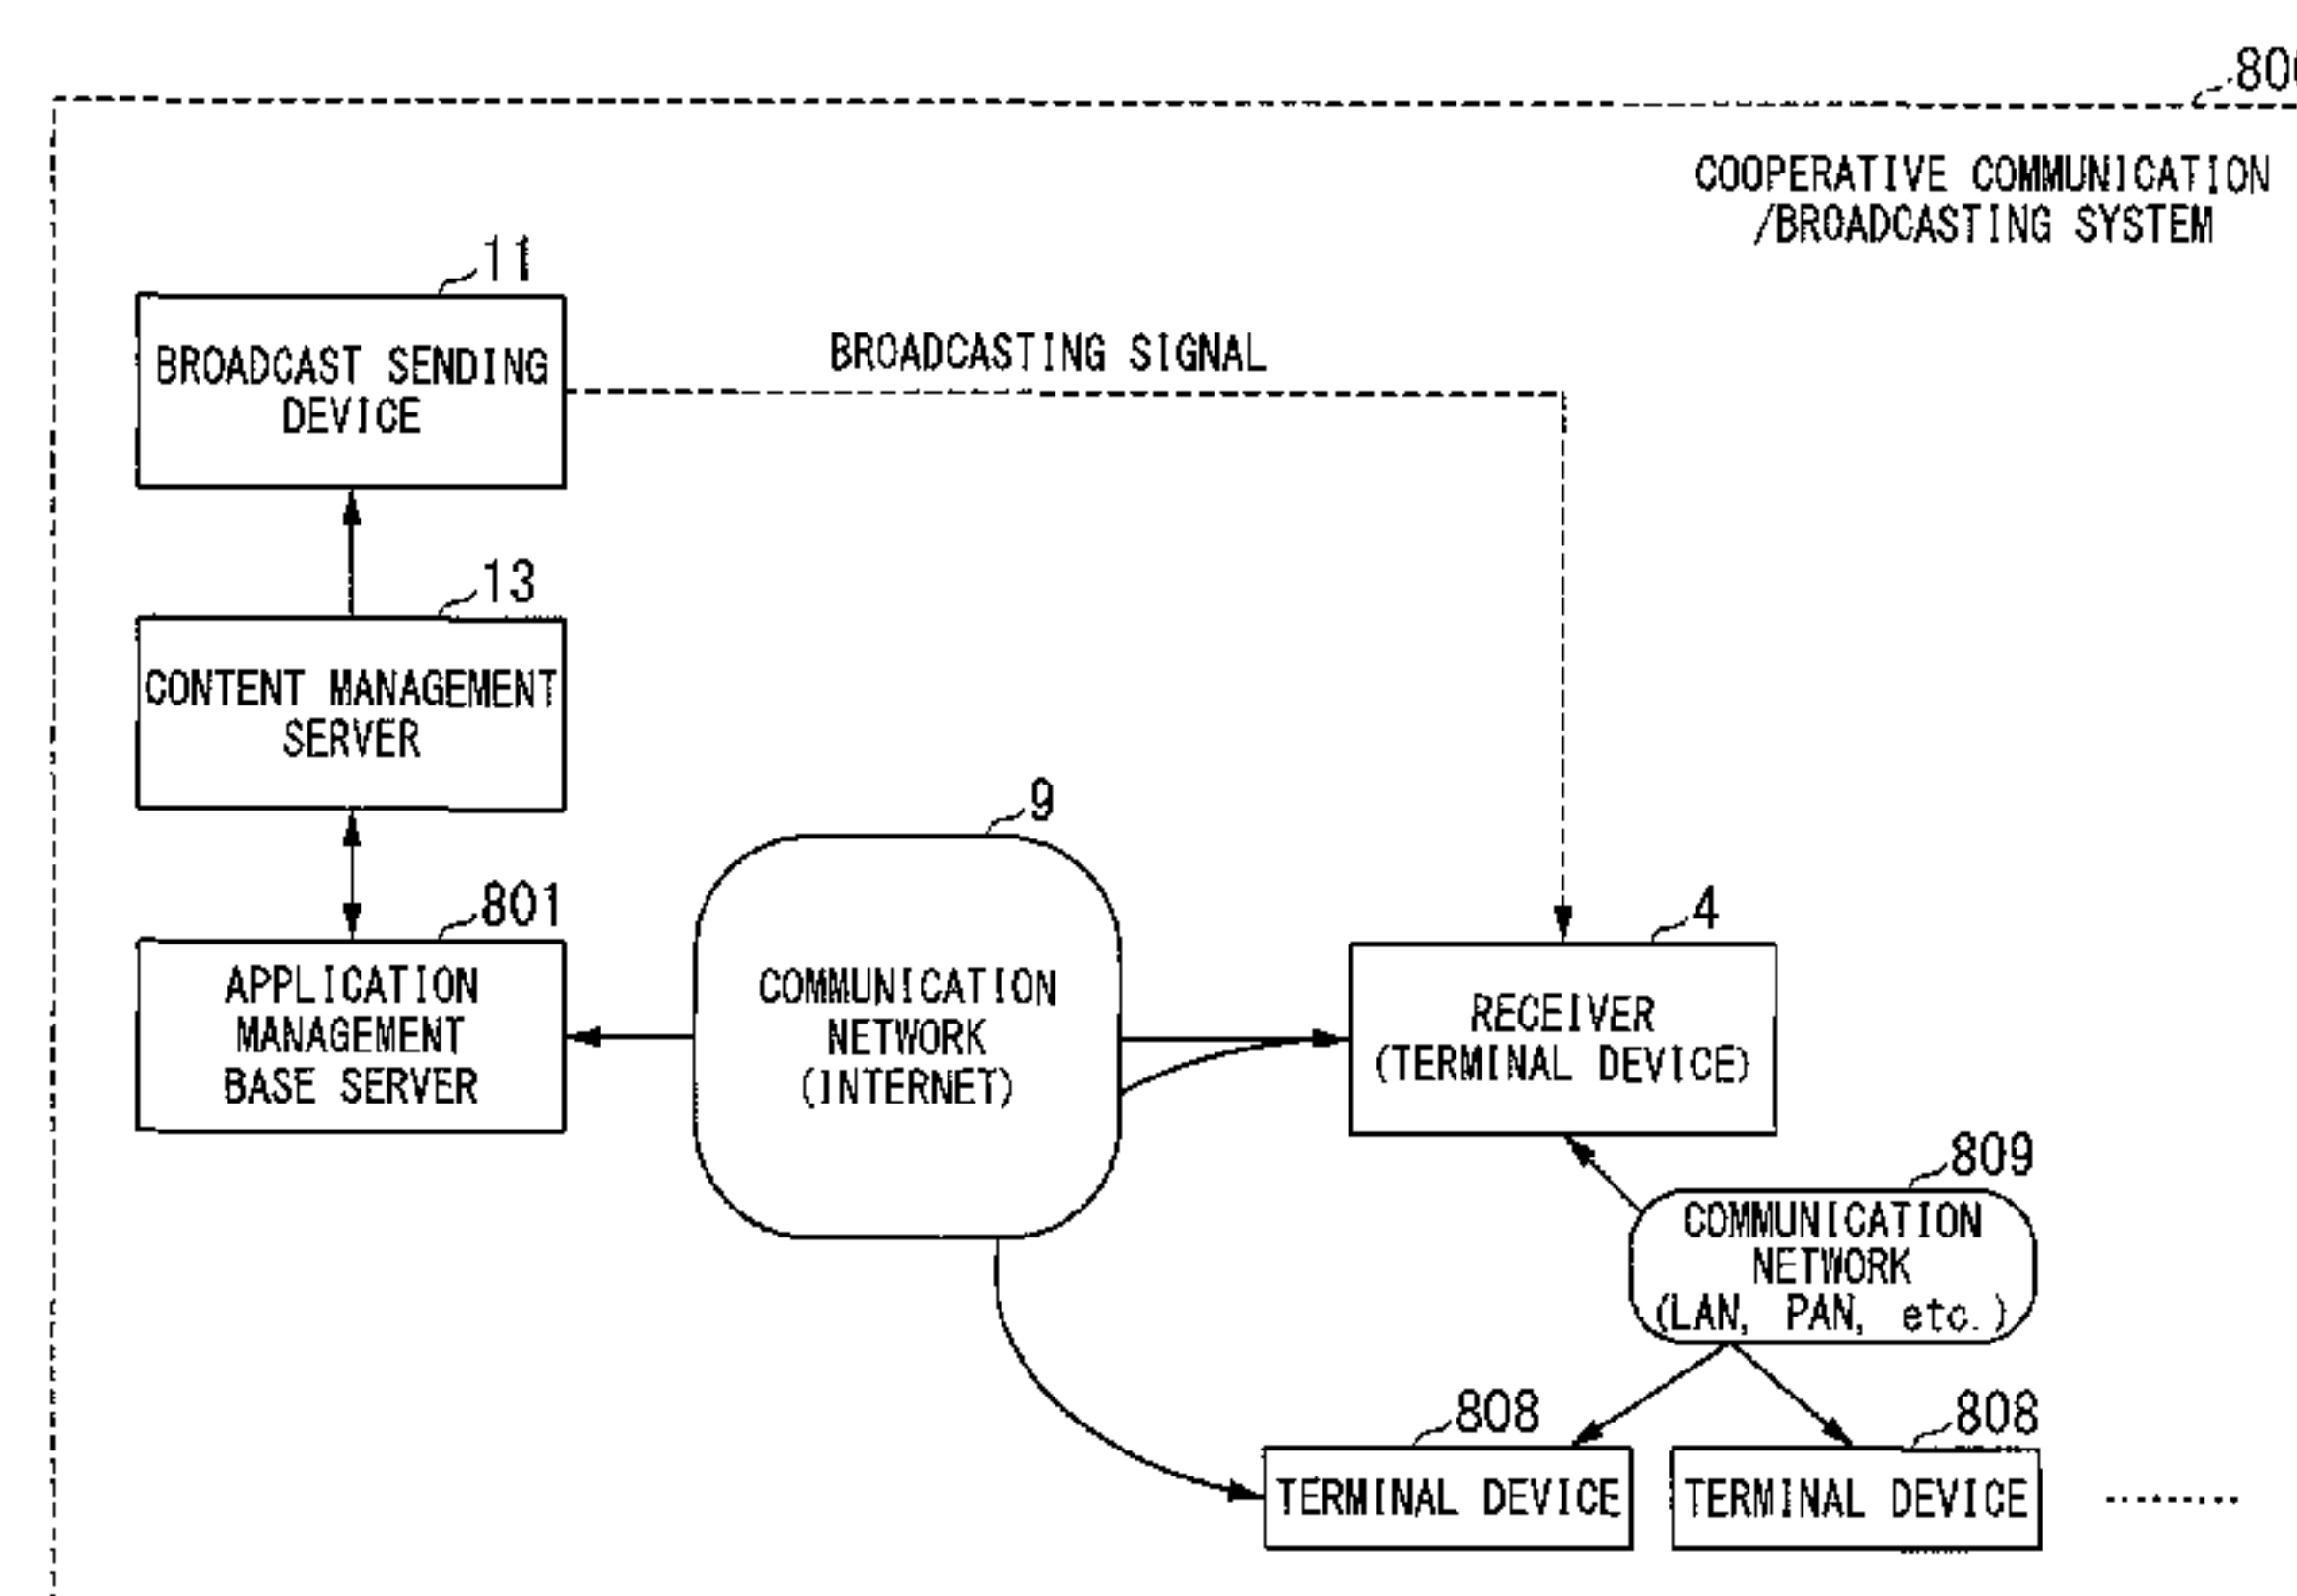 COOPERATIVE COMMUNICATION
/BROADCASTING SYSTEM
11
BROADCAST SENDING
DEVICE
BROADCASTING SIGNAL
13
CONTENT MANAGEMENT
SERVER
801
APPLICATION
MANAGEMENT
BASE SERVER
9
COMMUNICATION
NETWORK
(INTERNET)
4
RECEIVER
(TERMINAL DEVICE)
809
COMMUNICATION
NETWORK
(LAN, PAN, etc.)
808
TERMINAL DEVICE
808
TERMINAL DEVICE